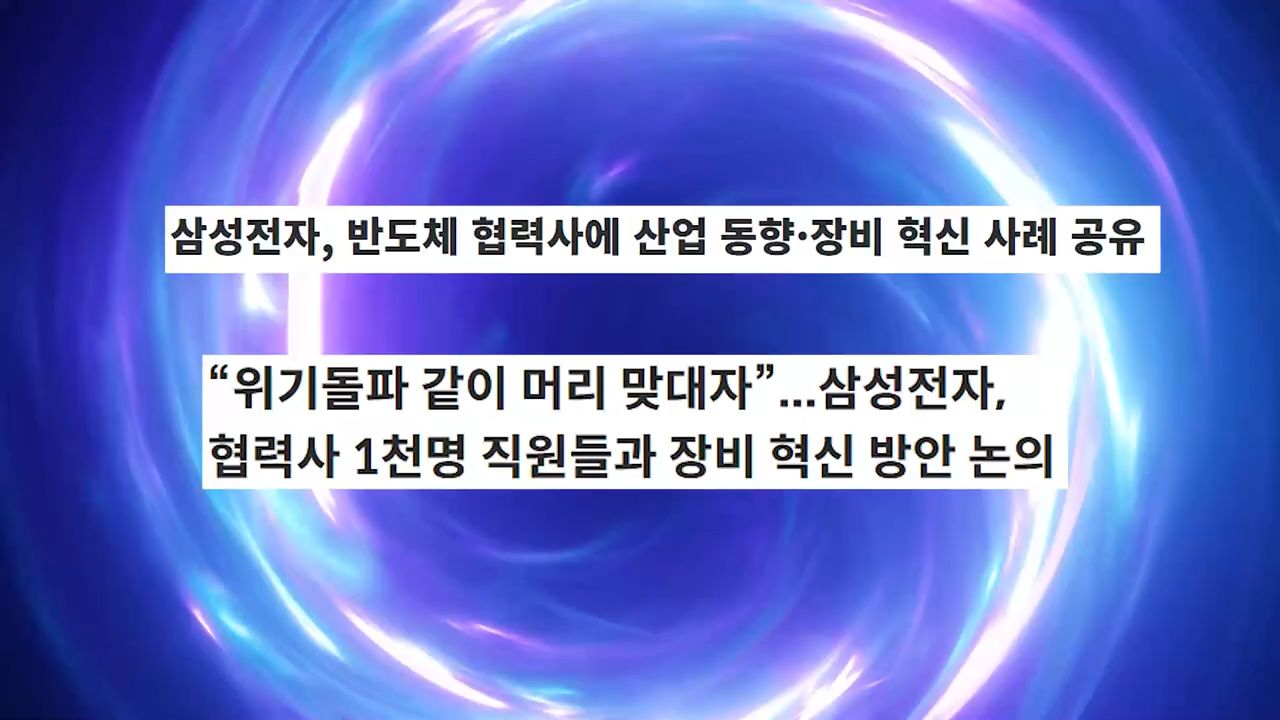 삼성전자, 반도체 협력사에 산업 동향·장비 혁신 사례 공유
“위기돌파 같이 머리 맞대자”...삼성전자,
협력사 1천명 직원들과 장비 혁신 방안 논의